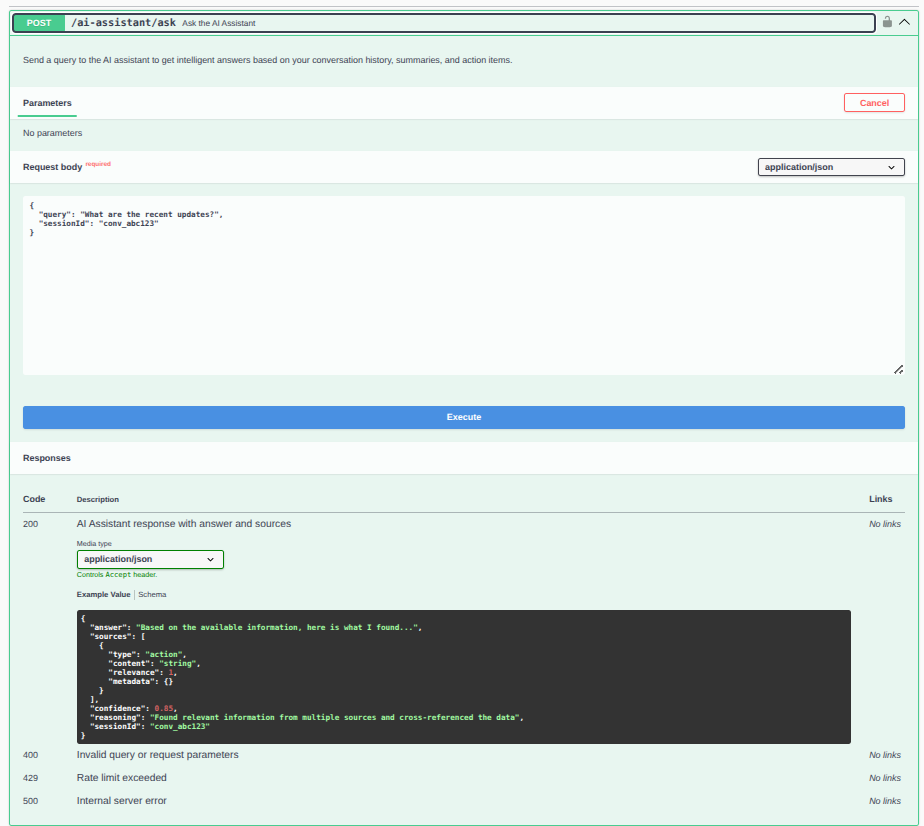 POST /ai-assistant/ask Ask the AI Assistant
Send a query to the AI assistant to get intelligent answers based on your conversation history, summaries, and action items.
Parameters Cancel
No parameters
Request body required application/json
{
  "query": "What are the recent updates?",
  "sessionId": "conv_abc123"
}
Execute
Responses
Code Description Links
200 AI Assistant response with answer and sources No links
Media type
application/json
Controls Accept header.
Example Value Schema
{
  "answer": "Based on the available information, here is what I found...",
  "sources": [
    {
      "type": "action",
      "content": "string",
      "relevance": 1,
      "metadata": {}
    }
  ],
  "confidence": 0.85,
  "reasoning": "Found relevant information from multiple sources and cross-referenced the data",
  "sessionId": "conv_abc123"
}
400 Invalid query or request parameters No links
429 Rate limit exceeded No links
500 Internal server error No links